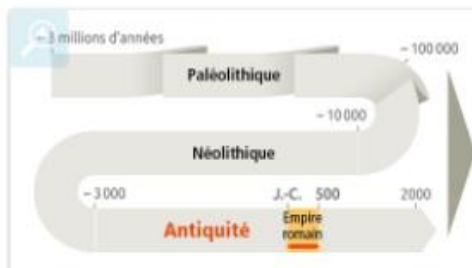 – 3 millions d'années
– 100 000
Paléolithique
– 10 000
Néolithique
– 3 000
J.-C.
500
2000
Antiquité
Empire
romain